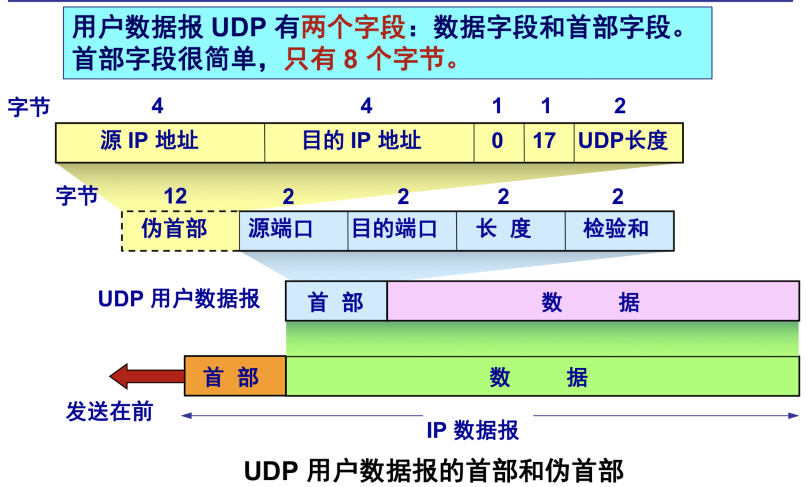 用户数据报 UDP 有两个字段：数据字段和首部字段。
首部字段很简单，只有 8 个字节。
字节 4 4 1 1 2
源 IP 地址 目的 IP 地址 0 17 UDP长度
字节 12 2 2 2 2
伪首部 源端口 目的端口 长 度 检验和
UDP 用户数据报 首 部 数 据
首 部 数 据
发送在前
IP 数据报
UDP 用户数据报的首部和伪首部